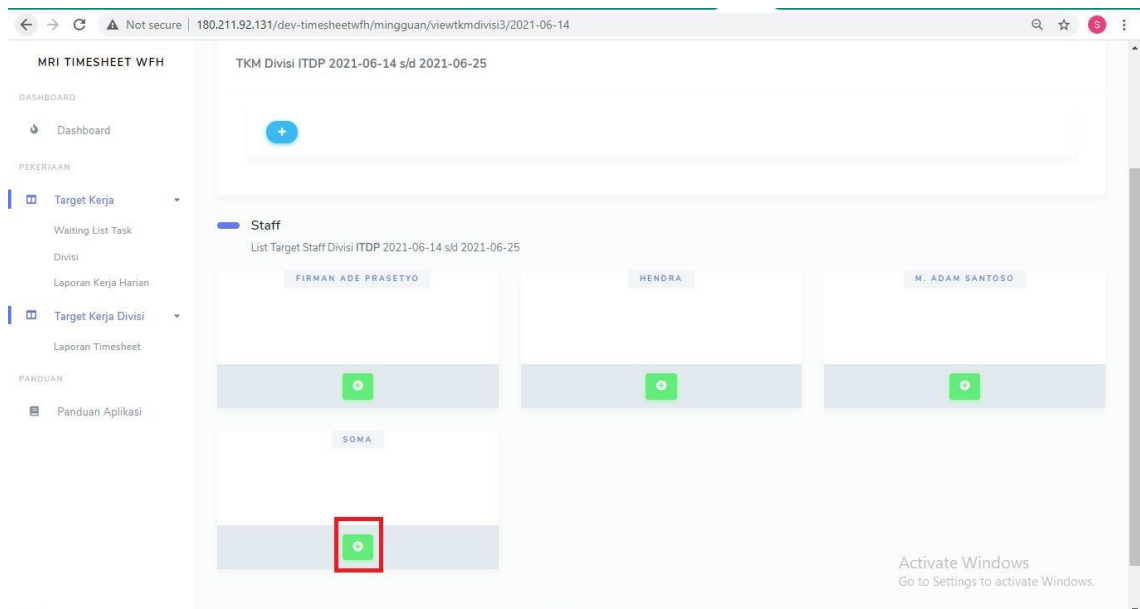 Not secure | 180.211.92.131/dev-timesheetwfh/mingguan/viewtkmdivisi3/2021-06-14
S
MRI TIMESHEET WFH
TKM Divisi ITDP 2021-06-14 s/d 2021-06-25
DASHBOARD
Dashboard
PEKERJAAN
Target Kerja
Waiting List Task
Divisi
Laporan Kerja Harian
Target Kerja Divisi
Laporan Timesheet
PANDUAN
Panduan Aplikasi
Staff
List Target Staff Divisi ITDP 2021-06-14 s/d 2021-06-25
FIRMAN ADE PRASETYO
HENDRA
M. ADAM SANTOSO
SOMA
Activate Windows
Go to Settings to activate Windows.